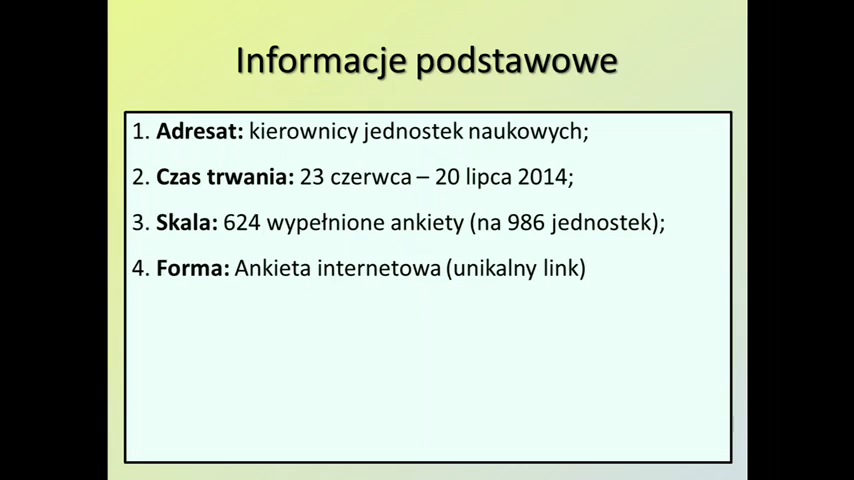 Informacje podstawowe
1. Adresat: kierownicy jednostek naukowych;
2. Czas trwania: 23 czerwca – 20 lipca 2014;
3. Skala: 624 wypełnione ankiety (na 986 jednostek);
4. Forma: Ankieta internetowa (unikalny link)